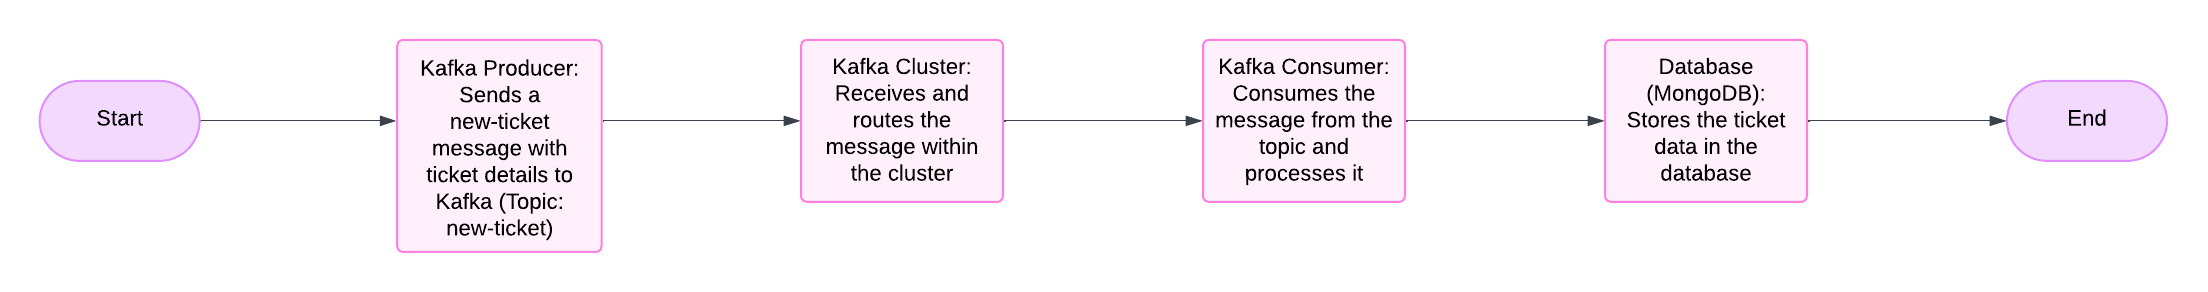 Start
Kafka Producer:
Sends a
new-ticket
message with
ticket details to
Kafka (Topic:
new-ticket)
Kafka Cluster:
Receives and
routes the
message within
the cluster
Kafka Consumer:
Consumes the
message from the
topic and
processes it
Database
(MongoDB):
Stores the ticket
data in the
database
End